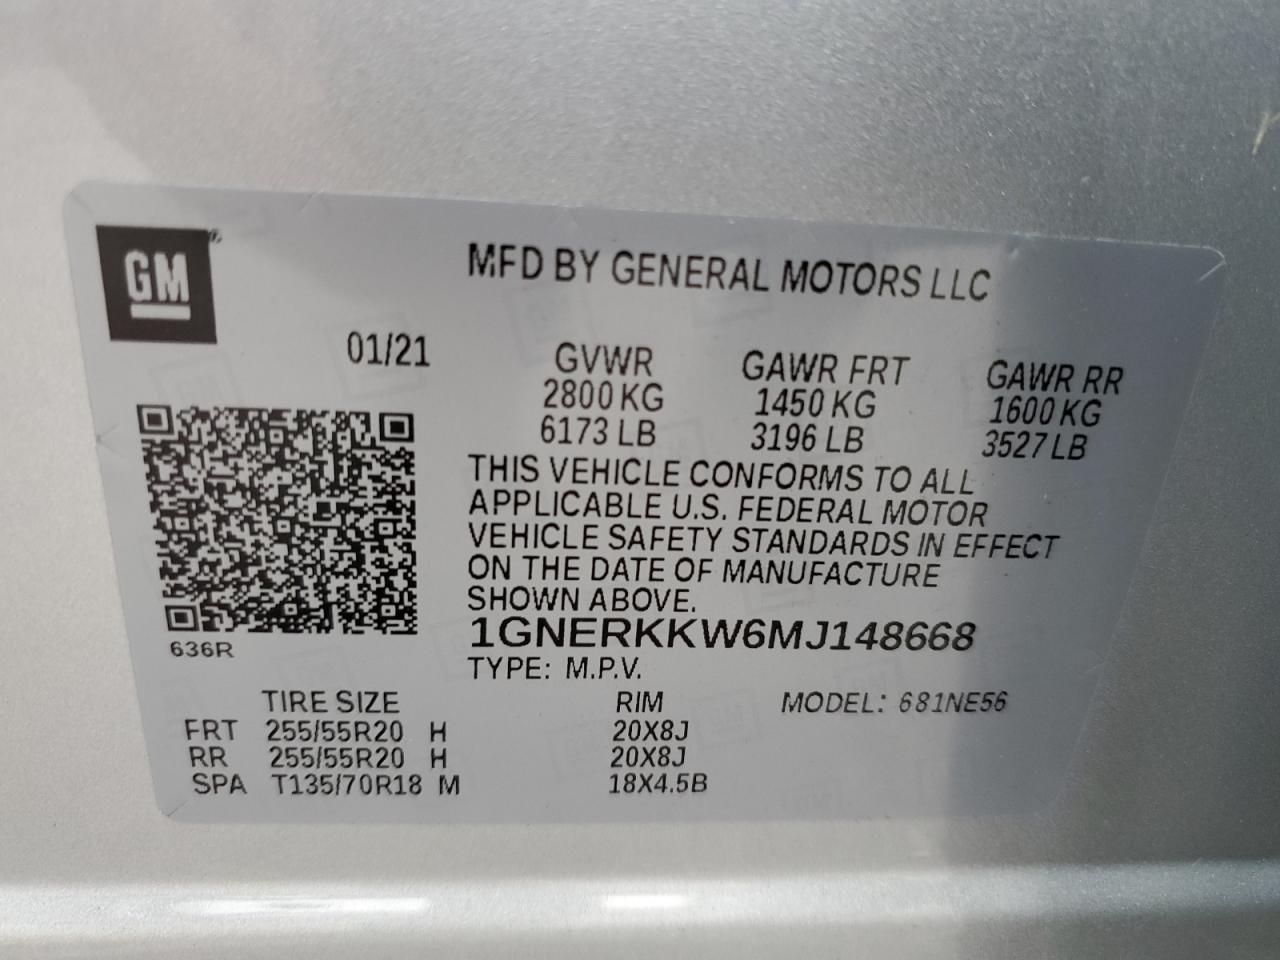 GM
MFD BY GENERAL MOTORS LLC
01/21
GVWR GAWR FRT GAWR RR
2800 KG 1450 KG 1600 KG
6173 LB 3196 LB 3527 LB
THIS VEHICLE CONFORMS TO ALL
APPLICABLE U.S. FEDERAL MOTOR
VEHICLE SAFETY STANDARDS IN EFFECT
ON THE DATE OF MANUFACTURE
SHOWN ABOVE.
1GNERKKW6MJ148668
636R
TYPE: M.P.V.
TIRE SIZE RIM MODEL: 681NE56
FRT 255/55R20 H 20X8J
RR 255/55R20 H 20X8J
SPA T135/70R18 M 18X4.5B